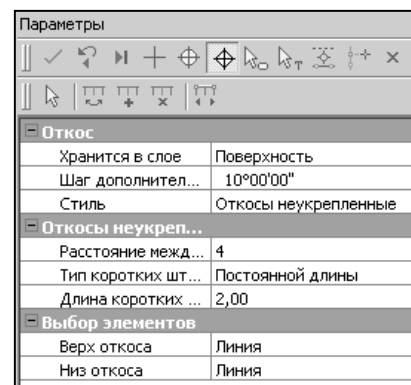 Параметры
Откос
Хранится в слое Поверхность
Шаг дополнител... 10°00'00"
Стиль Откосы неукрепленные
Откосы неукреп...
Расстояние межд... 4
Тип коротких шт... Постоянной длины
Длина коротких ... 2,00
Выбор элементов
Верх откоса Линия
Низ откоса Линия